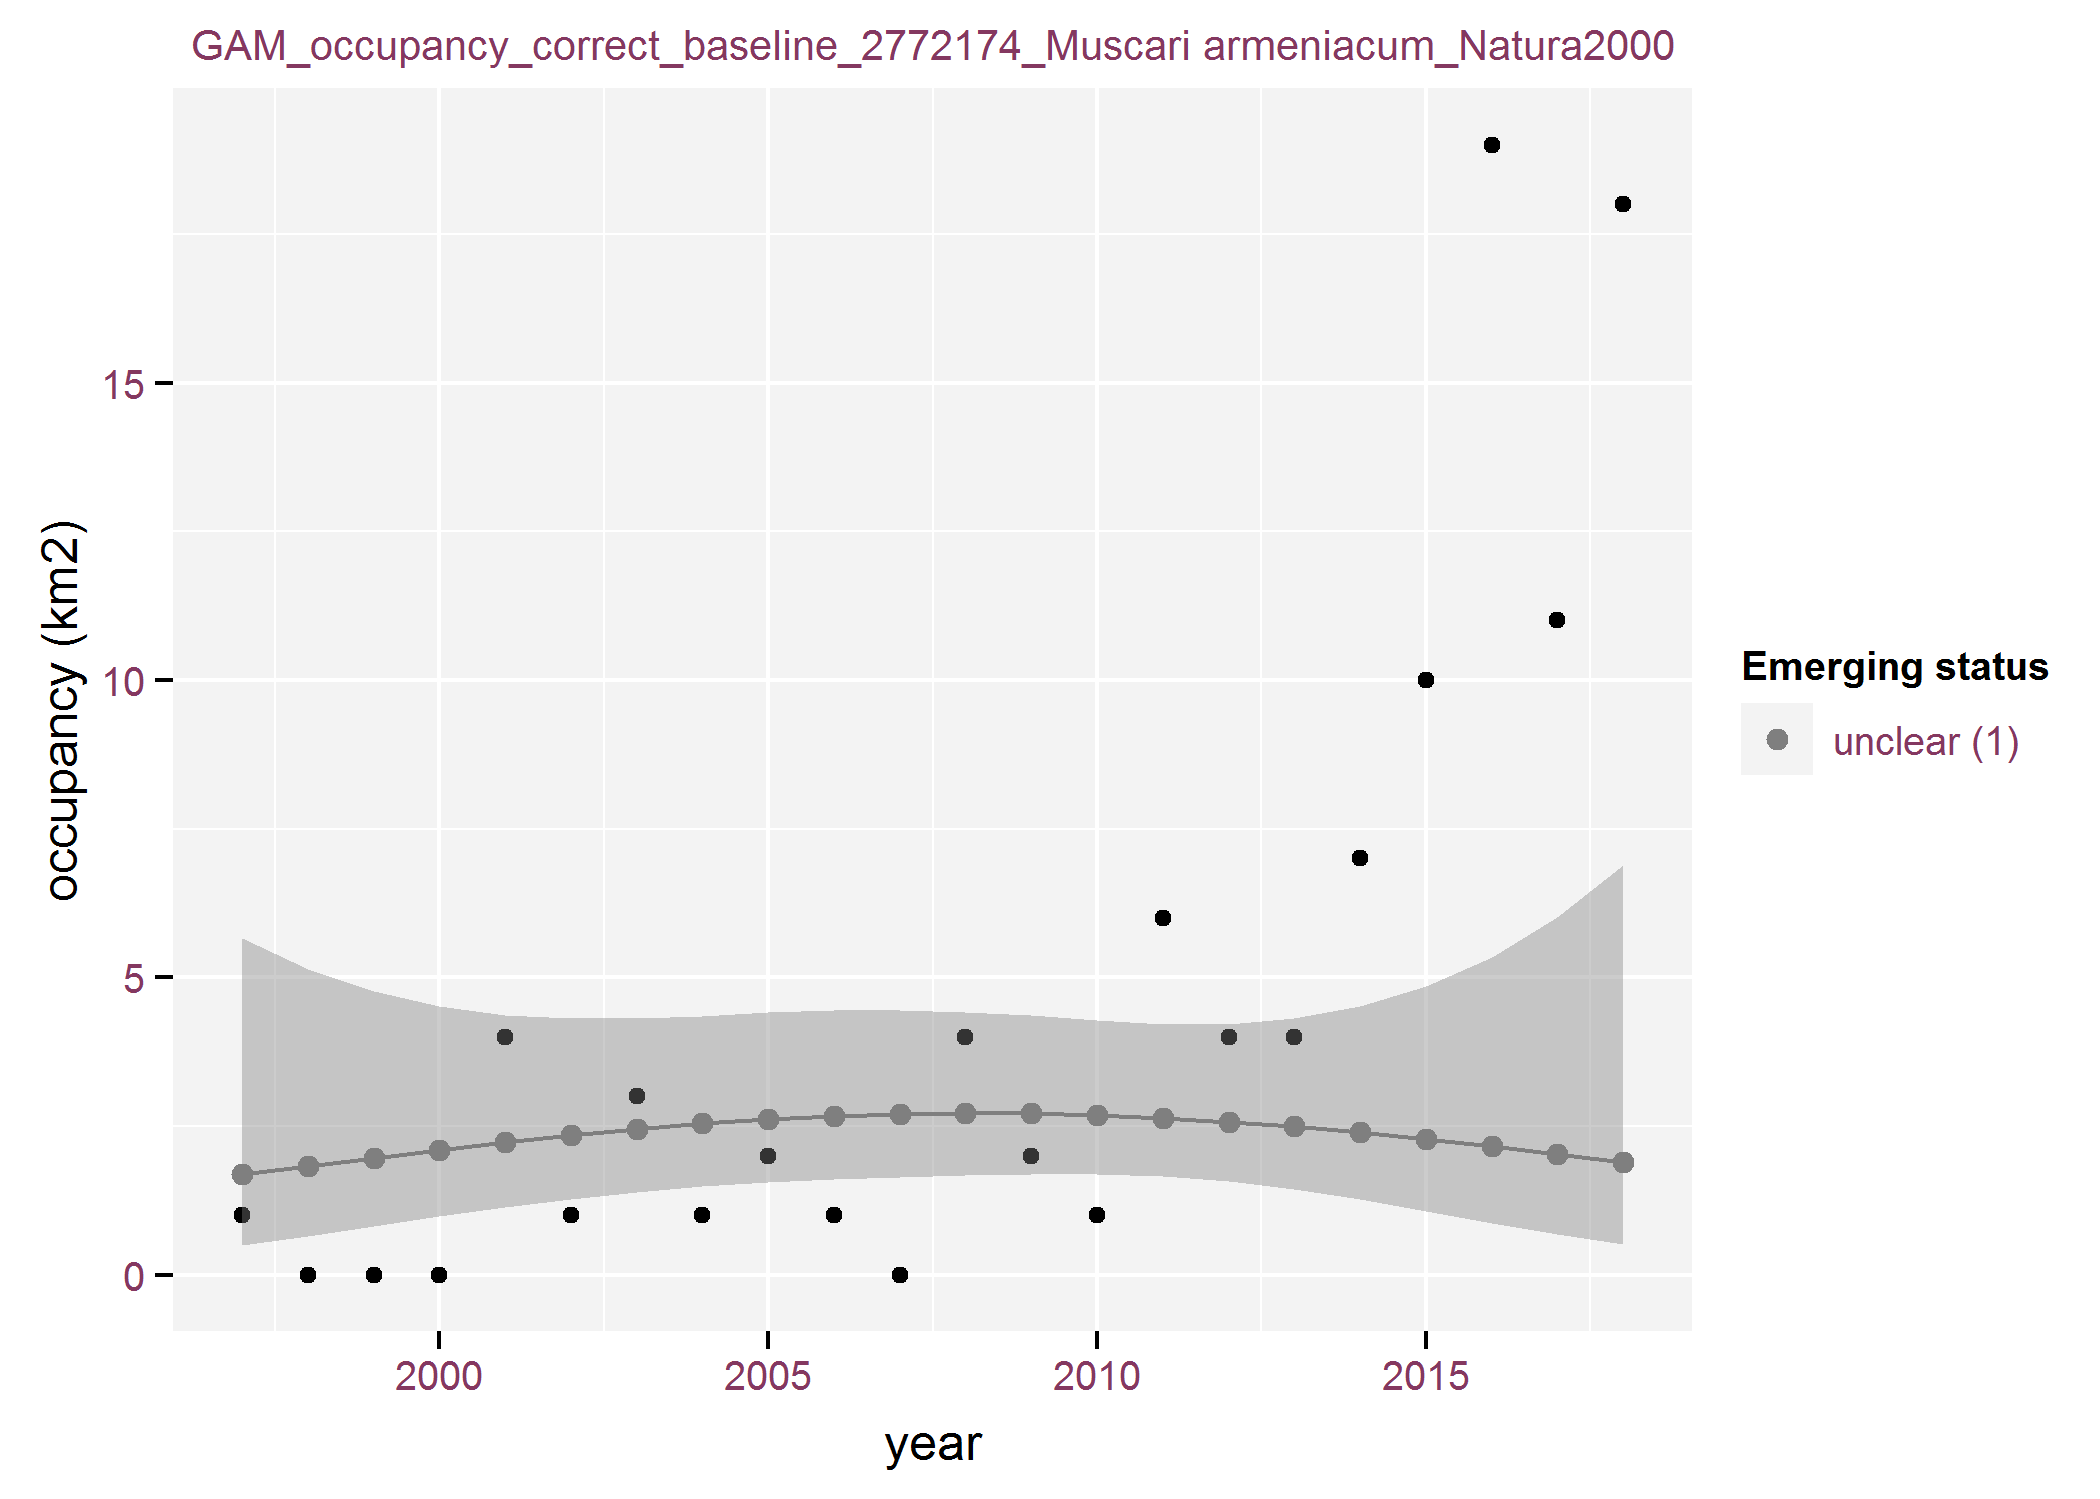 GAM_occupancy_correct_baseline_2772174_Muscari armeniacum_Natura2000
occupancy (km2)
15
10
5
0
2000 2005 2010 2015
year
Emerging status
unclear (1)